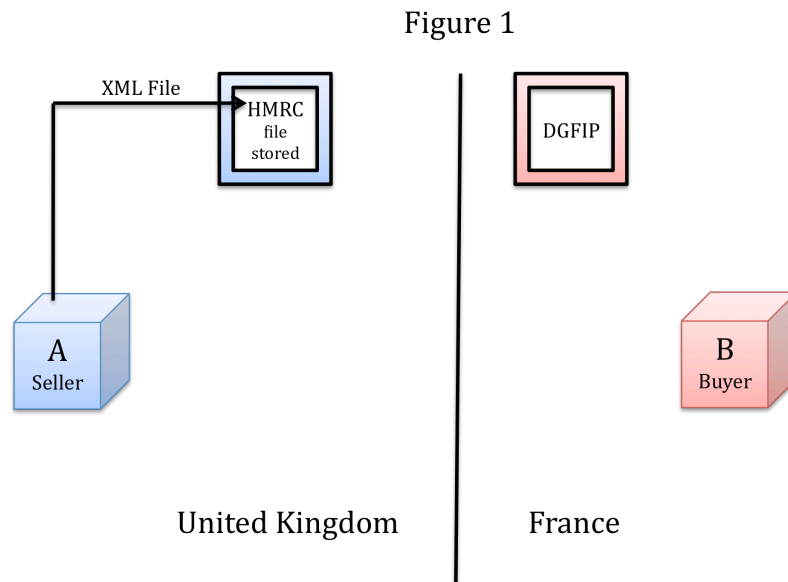 Figure 1
XML File
HMRC
file
stored
DGFIP
A
Seller
B
Buyer
United Kingdom
France